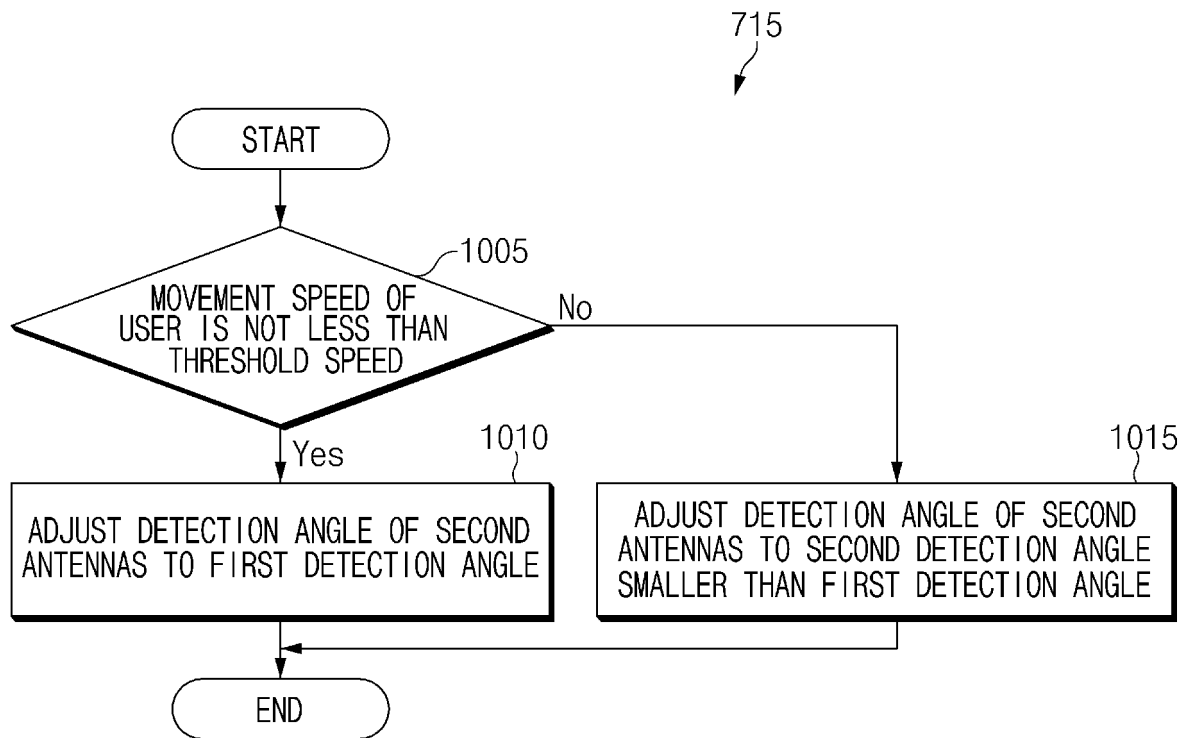 715
START
1005
MOVEMENT SPEED OF
USER IS NOT LESS THAN
THRESHOLD SPEED
No
Yes
1010
1015
ADJUST DETECTION ANGLE OF SECOND
ANTENNAS TO FIRST DETECTION ANGLE
ADJUST DETECTION ANGLE OF SECOND
ANTENNAS TO SECOND DETECTION ANGLE
SMALLER THAN FIRST DETECTION ANGLE
END